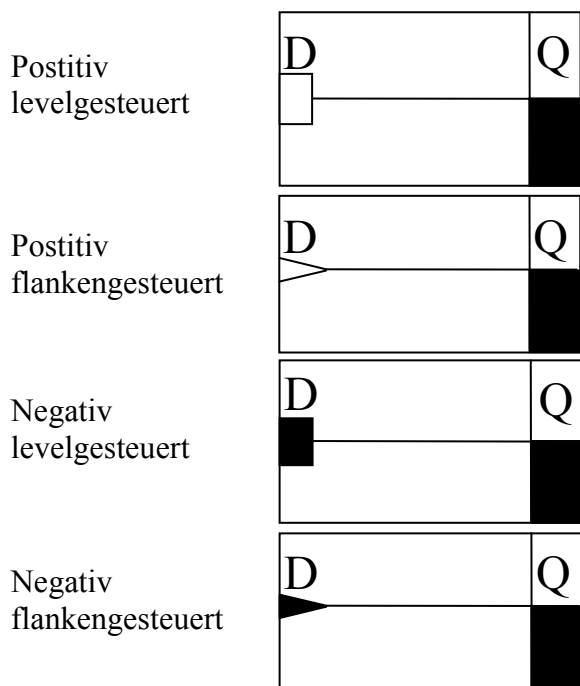 D Q
Postitiv
levelgesteuert
D Q
Postitiv
flankengesteuert
D Q
Negativ
levelgesteuert
D Q
Negativ
flankengesteuert